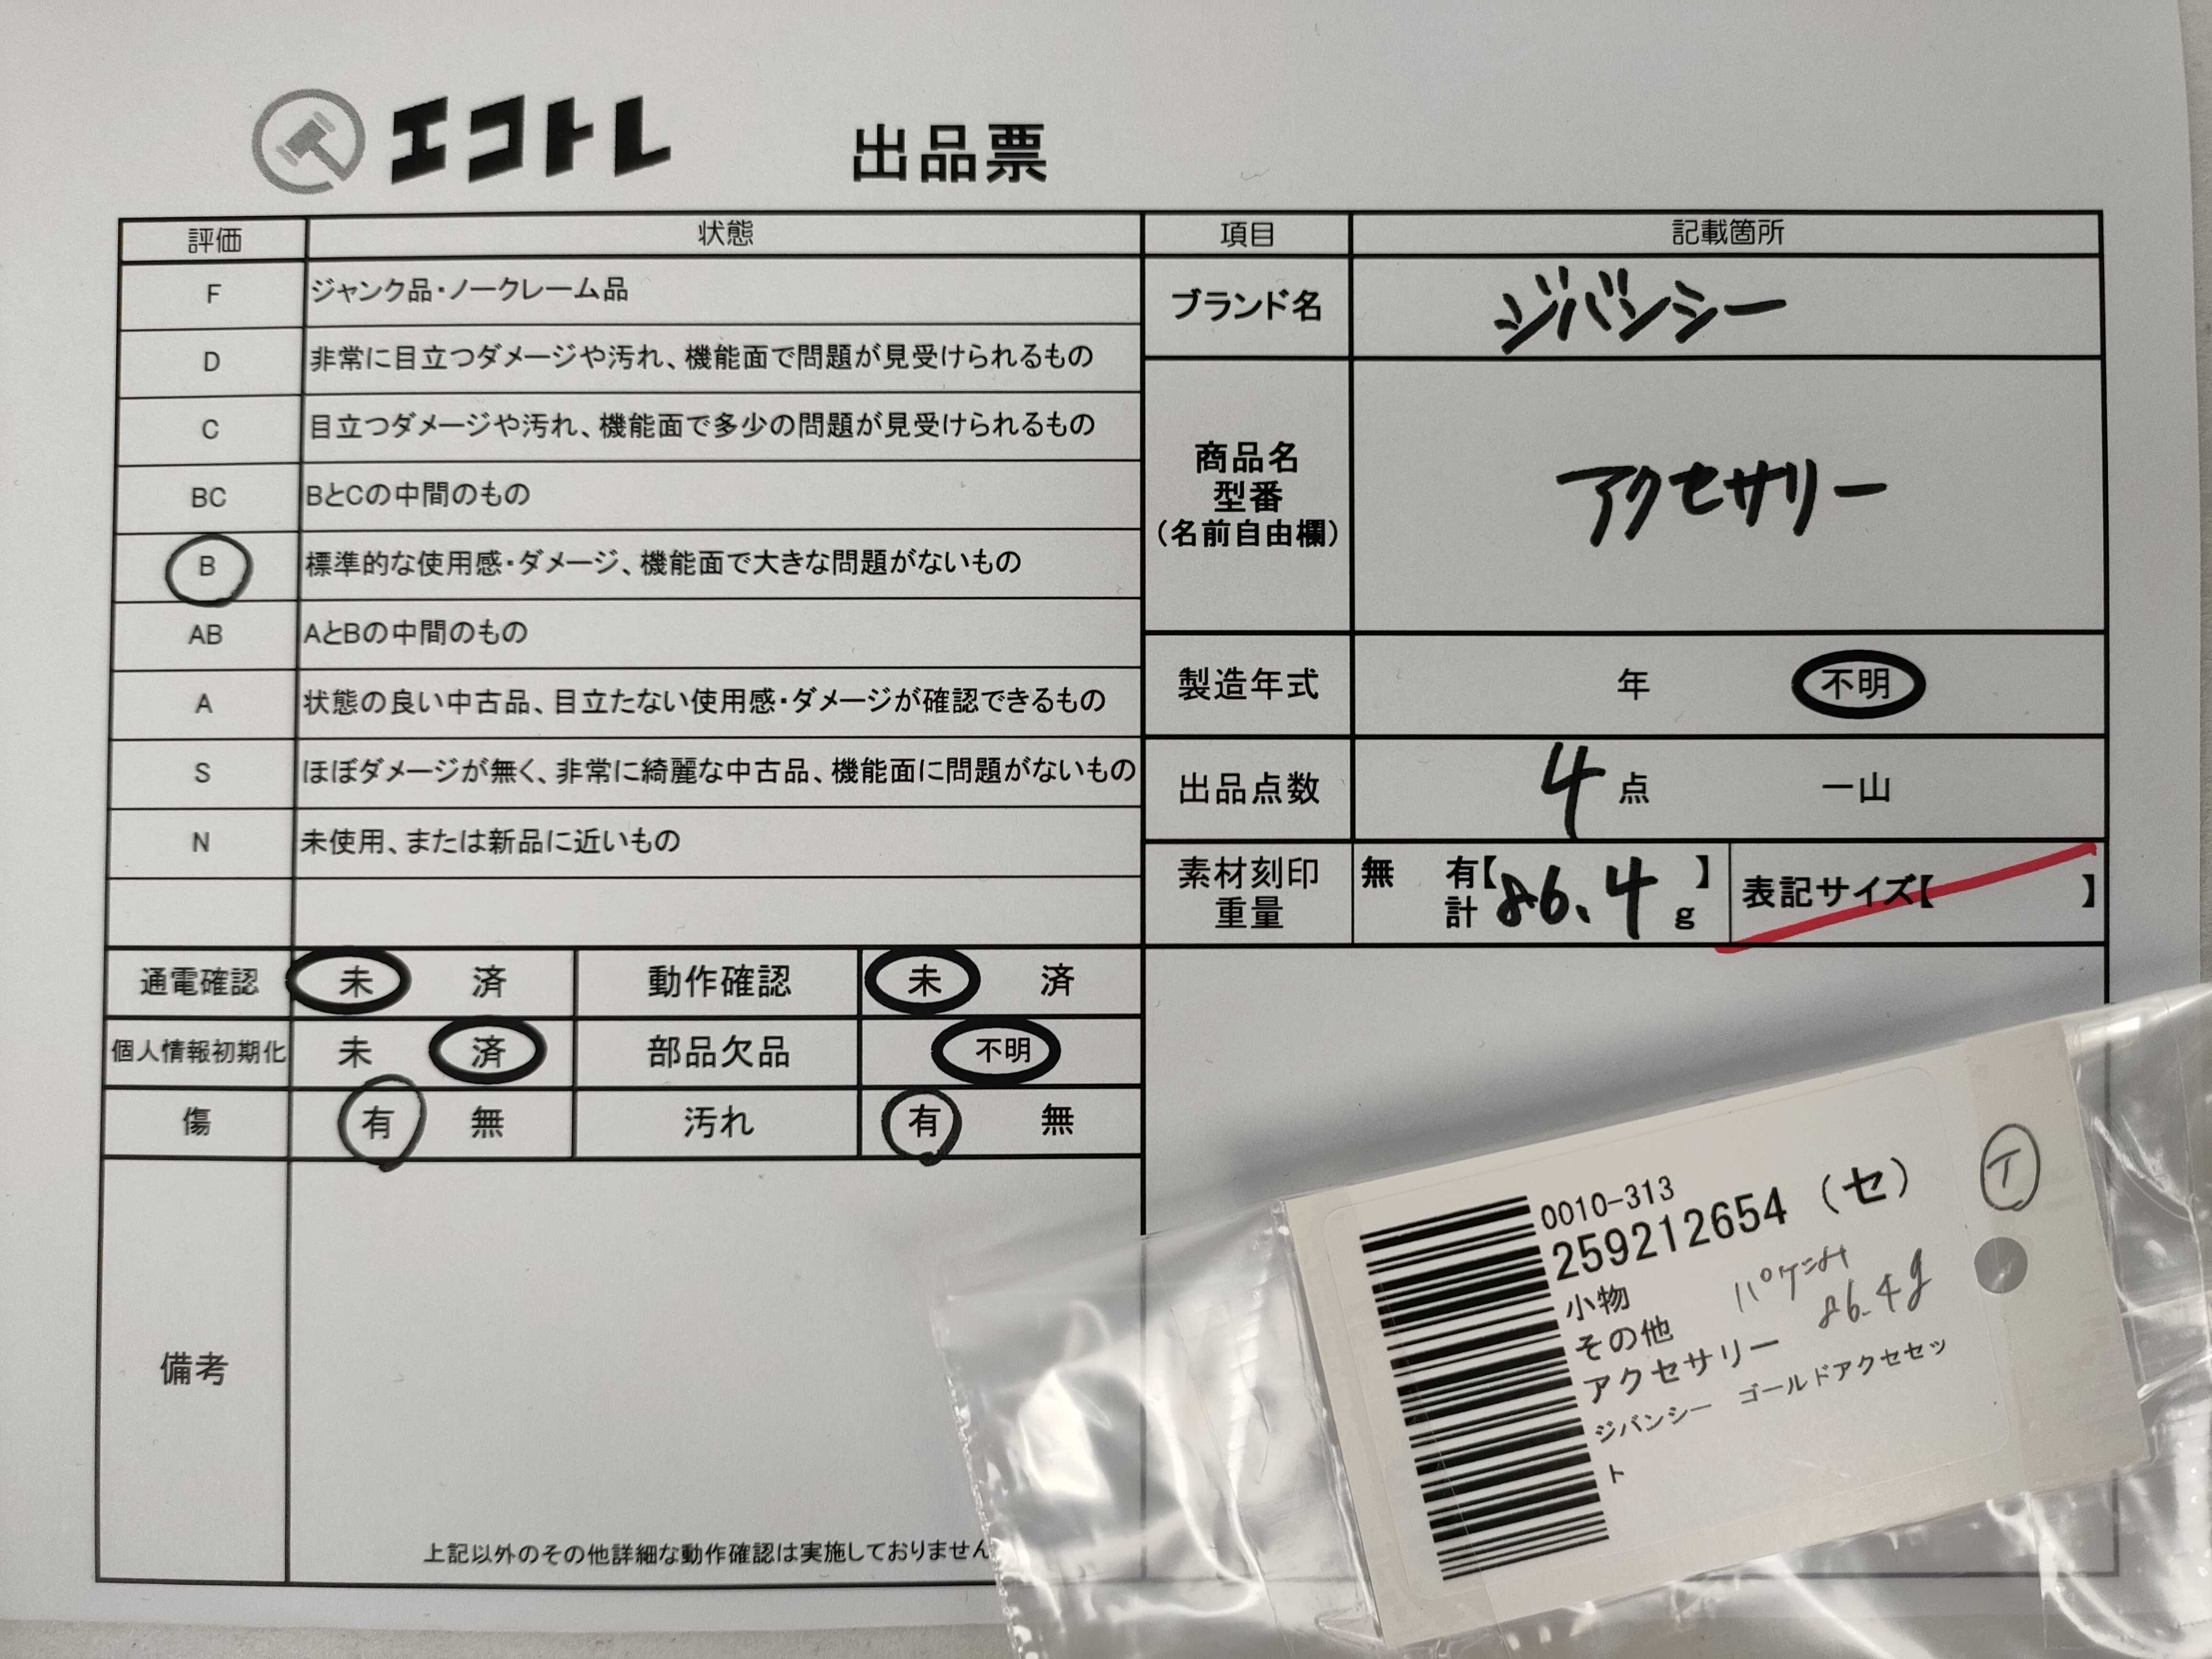 エコトレ 出品票
評価 状態 項目 記載箇所
F ジャンク品・ノークレーム品
D 非常に目立つダメージや汚れ、機能面で問題が見受けられるもの
C 目立つダメージや汚れ、機能面で多少の問題が見受けられるもの
BC BとCの中間のもの
B 標準的な使用感・ダメージ、機能面で大きな問題がないもの
AB AとBの中間のもの
A 状態の良い中古品、目立たない使用感・ダメージが確認できるもの
S ほぼダメージが無く、非常に綺麗な中古品、機能面に問題がないもの
N 未使用、または新品に近いもの
ブランド名 ジバンシー
商品名
型番
(名前自由欄)
アクセサリー
製造年式 年 不明
出品点数 4点 一山
素材刻印
重量
無 有【 】
計 86.4 g
表記サイズ【 】
通電確認 未 済 動作確認 未 済
個人情報初期化 未 済 部品欠品 不明
傷 有 無 汚れ 有 無
備考
上記以外のその他詳細な動作確認は実施しておりません
0010-313
259212654 (セ)
イ
小物
その他
86.4g
アクセサリー
ジバンシー ゴールドアクセセッ
ト